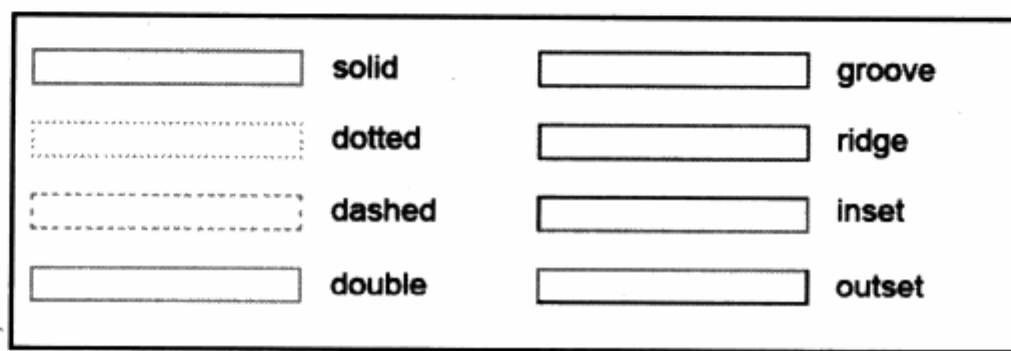 solid
groove
dotted
ridge
dashed
inset
double
outset